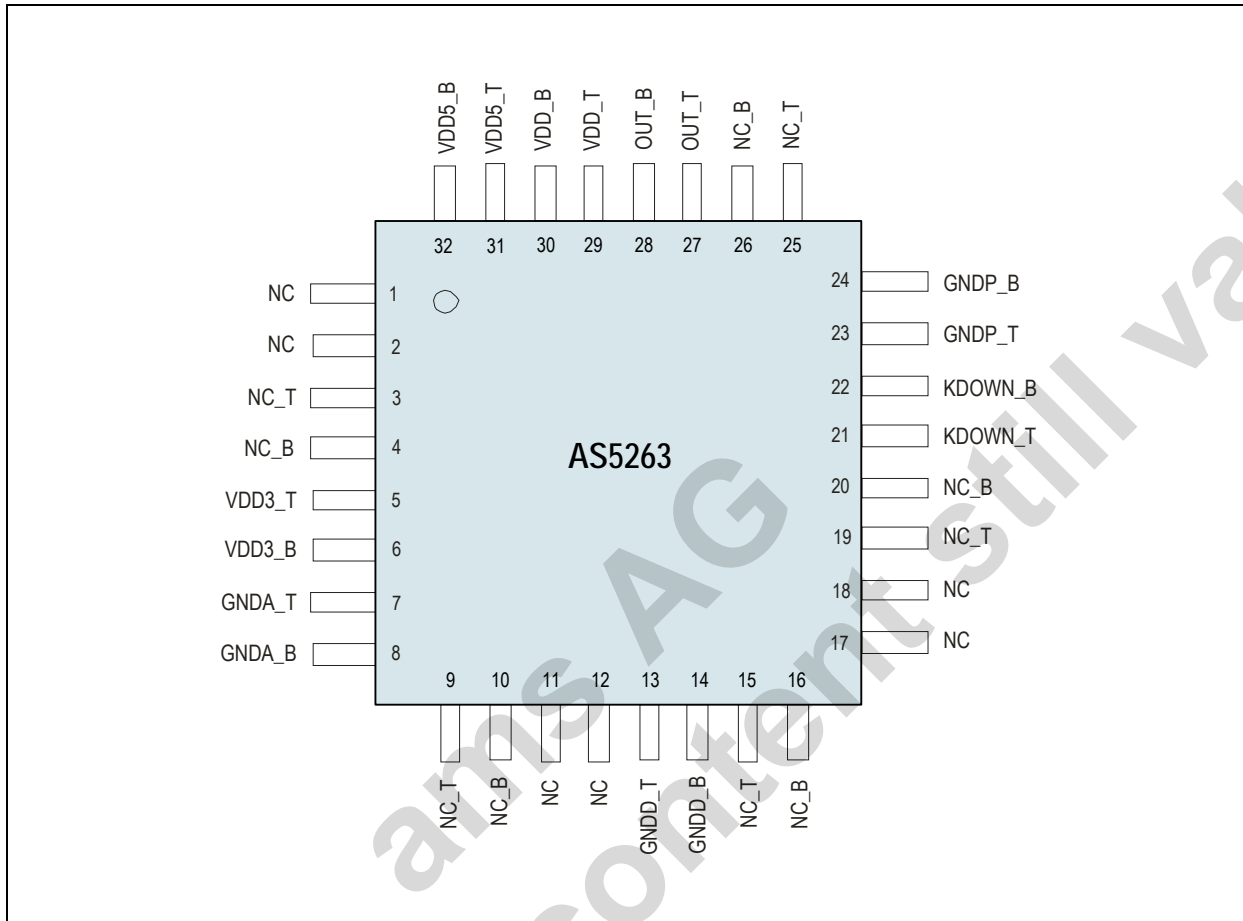 VDD5_B
VDD5_T
VDD_B
VDD_T
OUT_B
OUT_T
NC_B
NC_T
32
31
30
29
28
27
26
25
NC 1
NC 2
NC_T 3
NC_B 4
VDD3_T 5
VDD3_B 6
GNDA_T 7
GNDA_B 8
AS5263
24 GNDP_B
23 GNDP_T
22 KDOWN_B
21 KDOWN_T
20 NC_B
19 NC_T
18 NC
17 NC
9
10
11
12
13
14
15
16
NC_T
NC_B
NC
NC
GNDD_T
GNDD_B
NC_T
NC_B
ams AG
content still